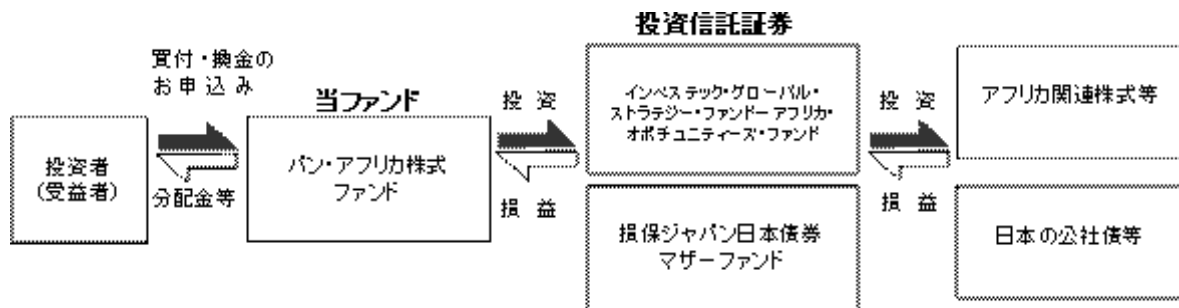 投資信託証券
買付・換金の
お申込み
当ファンド
投資
インベステック・グローバル・
ストラテジー・ファンドーアフリカ・
オポチュニティーズ・ファンド
投資
アフリカ関連株式等
投資者
(受益者)
パン・アフリカ株式
ファンド
分配金等
損益
損益
損保ジャパン日本債券
マザーファンド
日本の公社債等